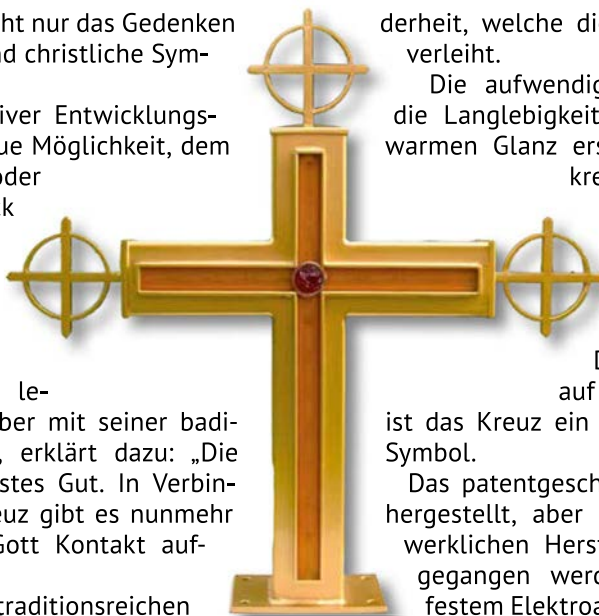 ht nur das Gedenken
nd christliche Sym-
iver Entwicklungs-
ue Möglichkeit, dem
oder
k
le-
ber mit seiner badi-
, erklärt dazu: „Die
stes Gut. In Verbin-
euz gibt es nunmehr
Gott Kontakt auf-
traditionsreichen
derheit, welche di
verleiht.
Die aufwendig
die Langlebigkeit
warmen Glanz ers
kre
D
auf
ist das Kreuz ein
Symbol.
Das patentgesch
hergestellt, aber
werklichen Herst
gegangen werd
festem Elektroa